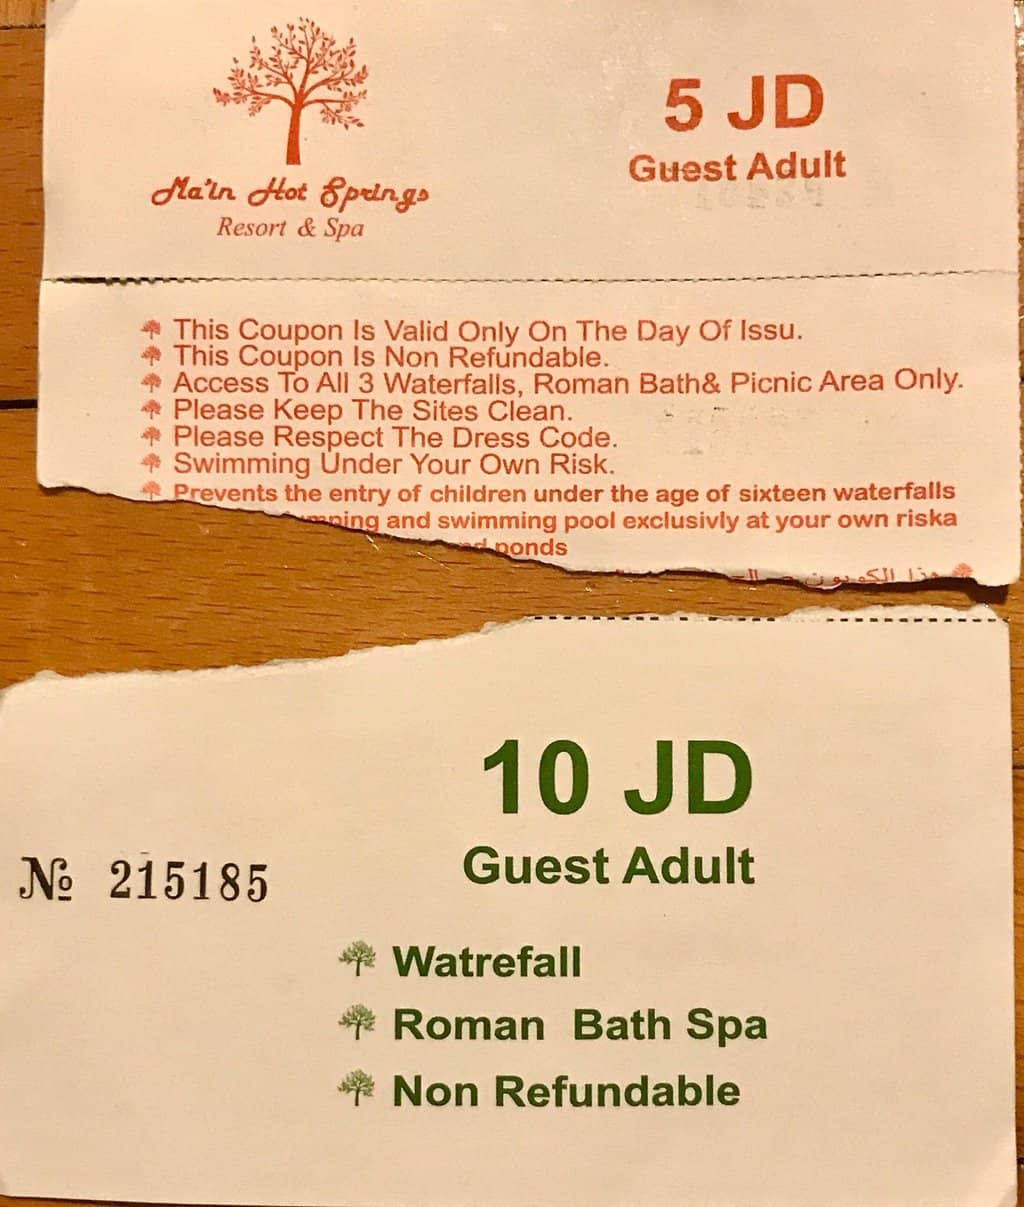 Ma'in Hot Springs
Resort & Spa
5 JD
Guest Adult
This Coupon Is Valid Only On The Day Of Issu.
This Coupon Is Non Refundable.
Access To All 3 Waterfalls, Roman Bath& Picnic Area Only.
Please Keep The Sites Clean.
Please Respect The Dress Code.
Swimming Under Your Own Risk.
Prevents the entry of children under the age of sixteen waterfalls
and swimming pool exclusivly at your own riska
ponds
هذا الكوبون
10 JD
Guest Adult
№ 215185
Watrefall
Roman Bath Spa
Non Refundable